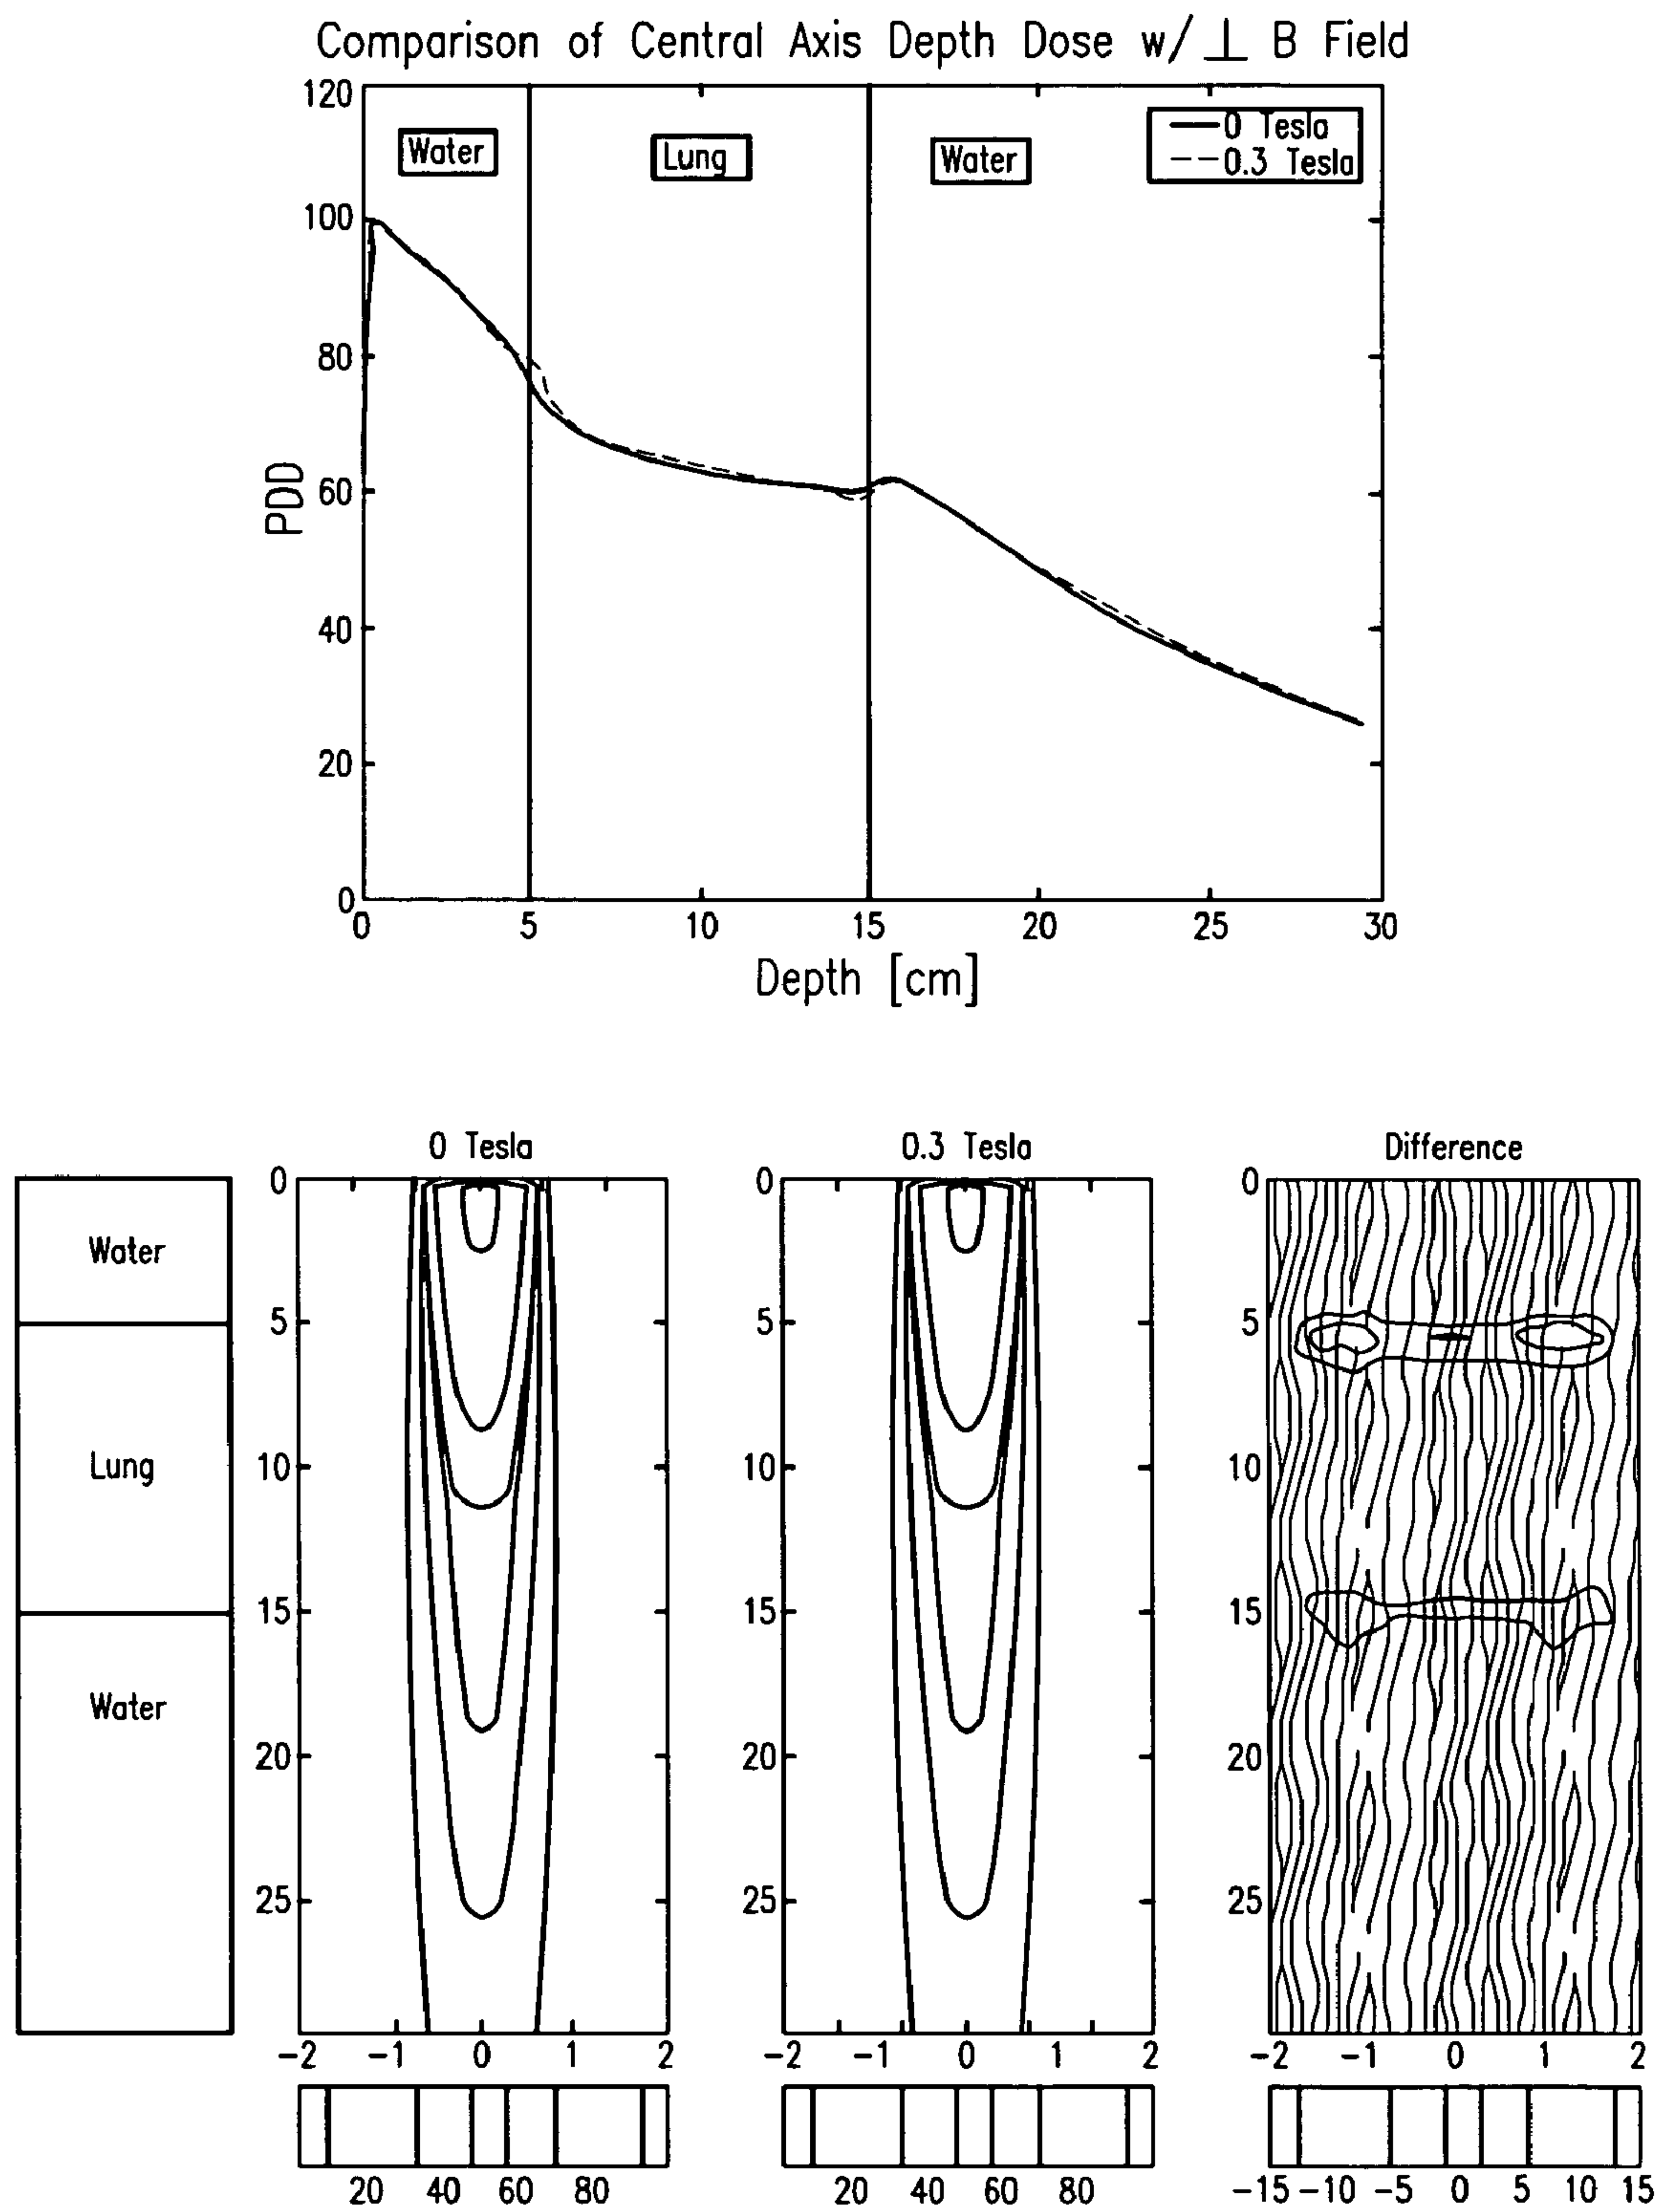 Comparison of Central Axis Depth Dose w/⊥ B Field
120
100
80
60
40
20
0
PDD
Water
Lung
Water
0 Tesla
0.3 Tesla
0 5 10 15 20 25 30
Depth [cm]
Water
Lung
Water
0 Tesla
0
5
10
15
20
25
-2 -1 0 1 2
20 40 60 80
0.3 Tesla
0
5
10
15
20
25
-2 -1 0 1 2
20 40 60 80
Difference
0
5
10
15
20
25
-2 -1 0 1 2
-15 -10 -5 0 5 10 15